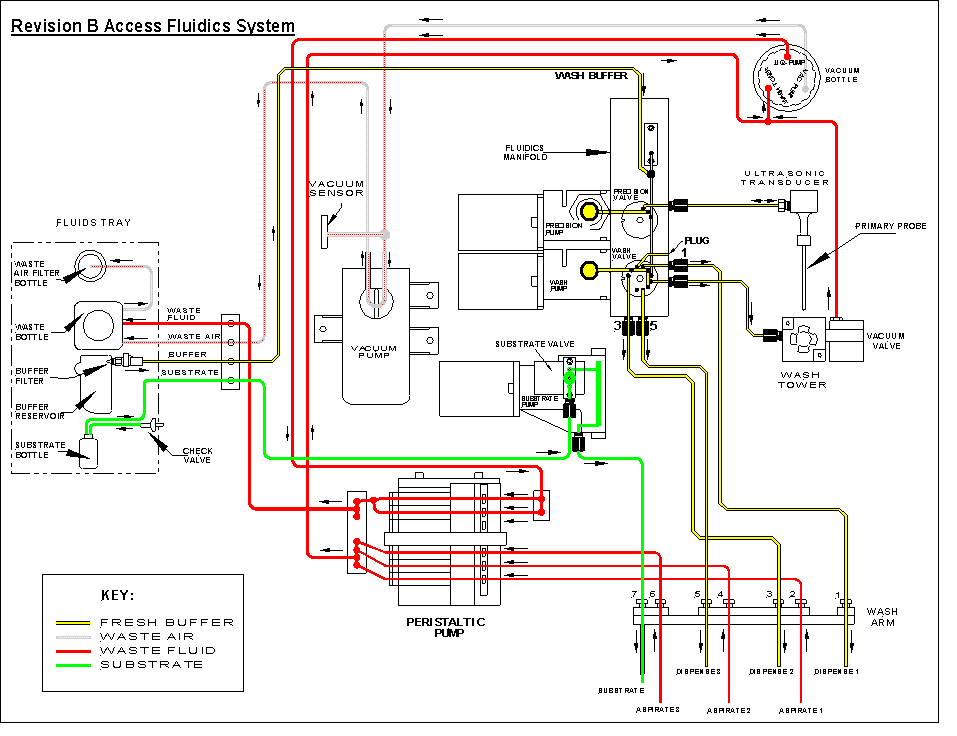 Revision B Access Fluidics System
WASH BUFFER
VACUUM
BOTTLE
FLUIDICS
MANIFOLD
ULTRASONIC
TRANSDUCER
VACUUM
SENSOR
PRECISION
VALVE
PRIMARY PROBE
FLUIDS TRAY
PRECISION
PUMP
PLUG
WASH
VALVE
1
WASTE
AIR FILTER
BOTTLE
WASH
PUMP
WASTE
FLUID
WASTE
BOTTLE
WASTE AIR
3
5
VACUUM
VALVE
SUBSTRATE VALVE
VACUUM
PUMP
BUFFER
BUFFER
FILTER
SUBSTRATE
WASH
TOWER
BUFFER
RESERVOIR
SUBSTRATE
PUMP
SUBSTRATE
BOTTLE
CHECK
VALVE
KEY:
FRESH BUFFER
WASTE AIR
WASTE FLUID
SUBSTRATE
PERISTALTIC
PUMP
.7 .6 .5 .4 .3 .2 .1
WASH
ARM
DISPENSE 3
DISPENSE 2
DISPENSE 1
SUBSTRATE
ASPIRATE 3
ASPIRATE 2
ASPIRATE 1